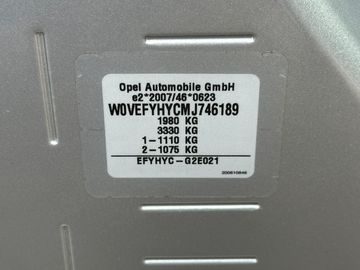 Opel Automobile GmbH
e2*2007/46*0623
W0VEFYHYCMJ746189
1980 KG
3330 KG
1-1110 KG
2-1075 KG
EFYHYC-G2E021